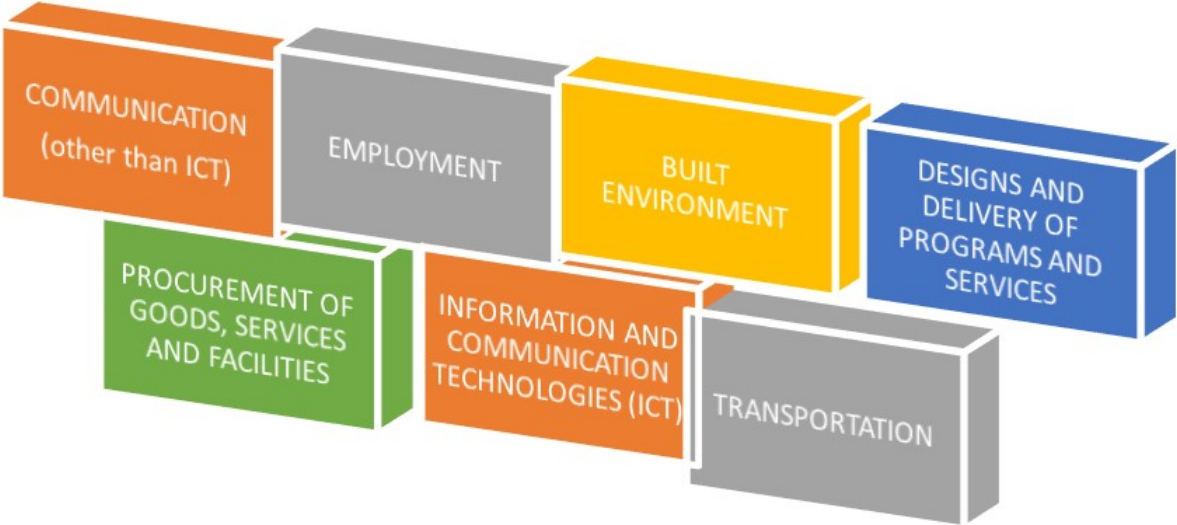 COMMUNICATION
(other than ICT)
EMPLOYMENT
BUILT
ENVIRONMENT
DESIGNS AND
DELIVERY OF
PROGRAMS AND
SERVICES
PROCUREMENT OF
GOODS, SERVICES
AND FACILITIES
INFORMATION AND
COMMUNICATION
TECHNOLOGIES (ICT)
TRANSPORTATION